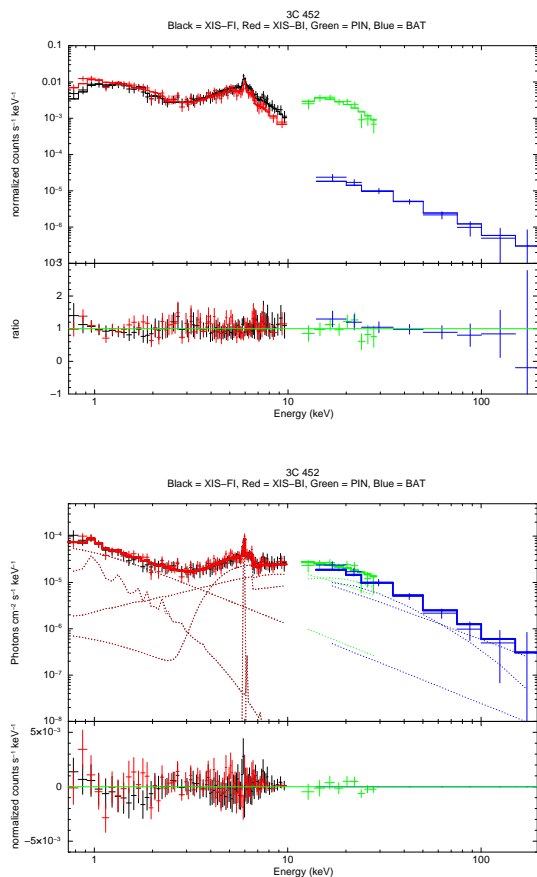 3C 452
Black = XIS−FI, Red = XIS−BI, Green = PIN, Blue = BAT
normalized counts s⁻¹ keV⁻¹
0.1
0.01
10⁻³
10⁻⁴
10⁻⁵
10⁻⁶
10⁻³
ratio
2
1
0
−1
1
10
100
Energy (keV)
3C 452
Black = XIS−FI, Red = XIS−BI, Green = PIN, Blue = BAT
Photons cm⁻² s⁻¹ keV⁻¹
10⁻⁴
10⁻⁵
10⁻⁶
10⁻⁷
10⁻⁸
normalized counts s⁻¹ keV⁻¹
5×10⁻³
0
−5×10⁻³
1
10
100
Energy (keV)